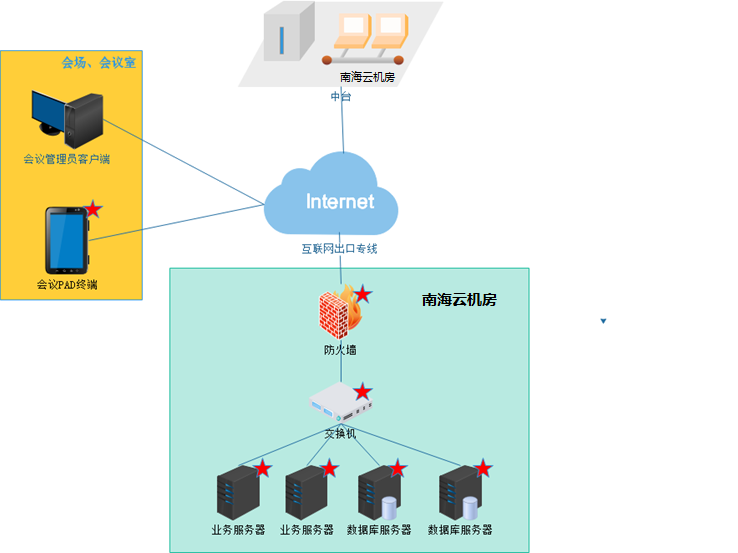 南海云机房
中台
会场、会议室
会议管理员客户端
会议PAD终端
Internet
互联网出口专线
南海云机房
防火墙
交换机
业务服务器
业务服务器
数据库服务器
数据库服务器